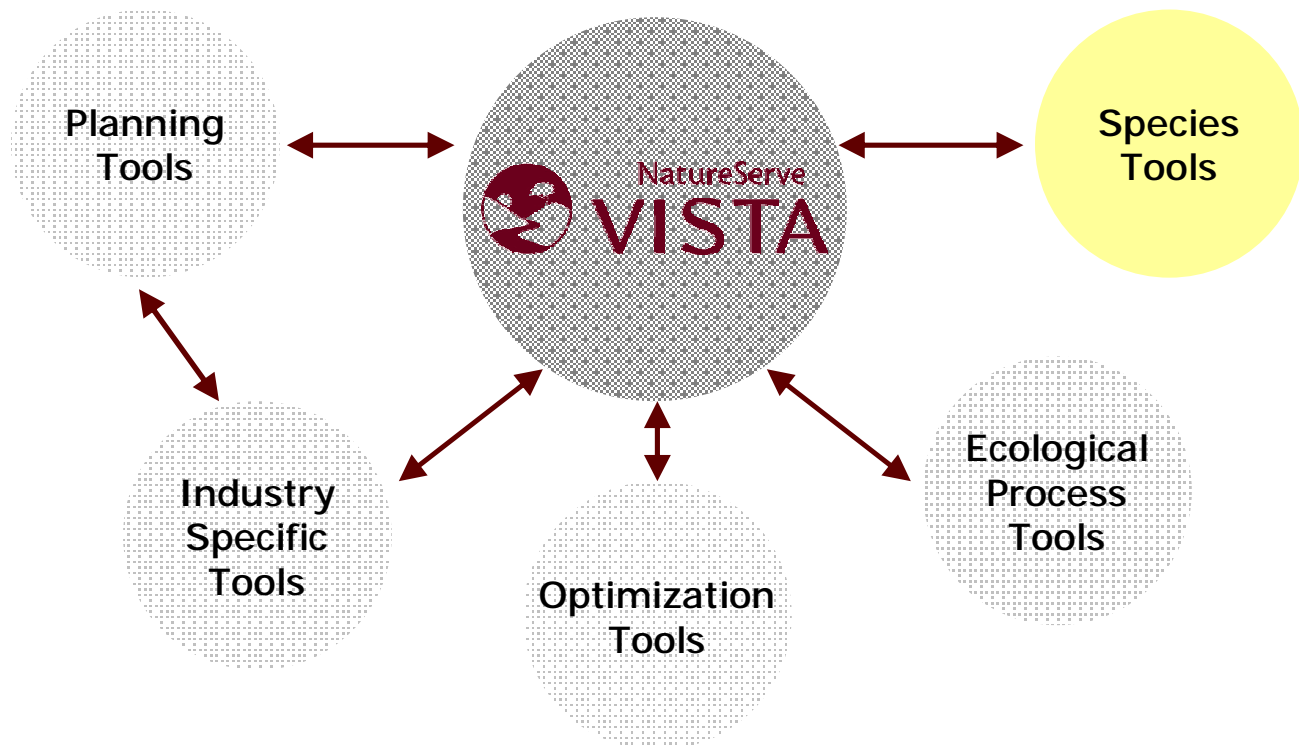 Planning
Tools
NatureServe
VISTA
Species
Tools
Industry
Specific
Tools
Optimization
Tools
Ecological
Process
Tools